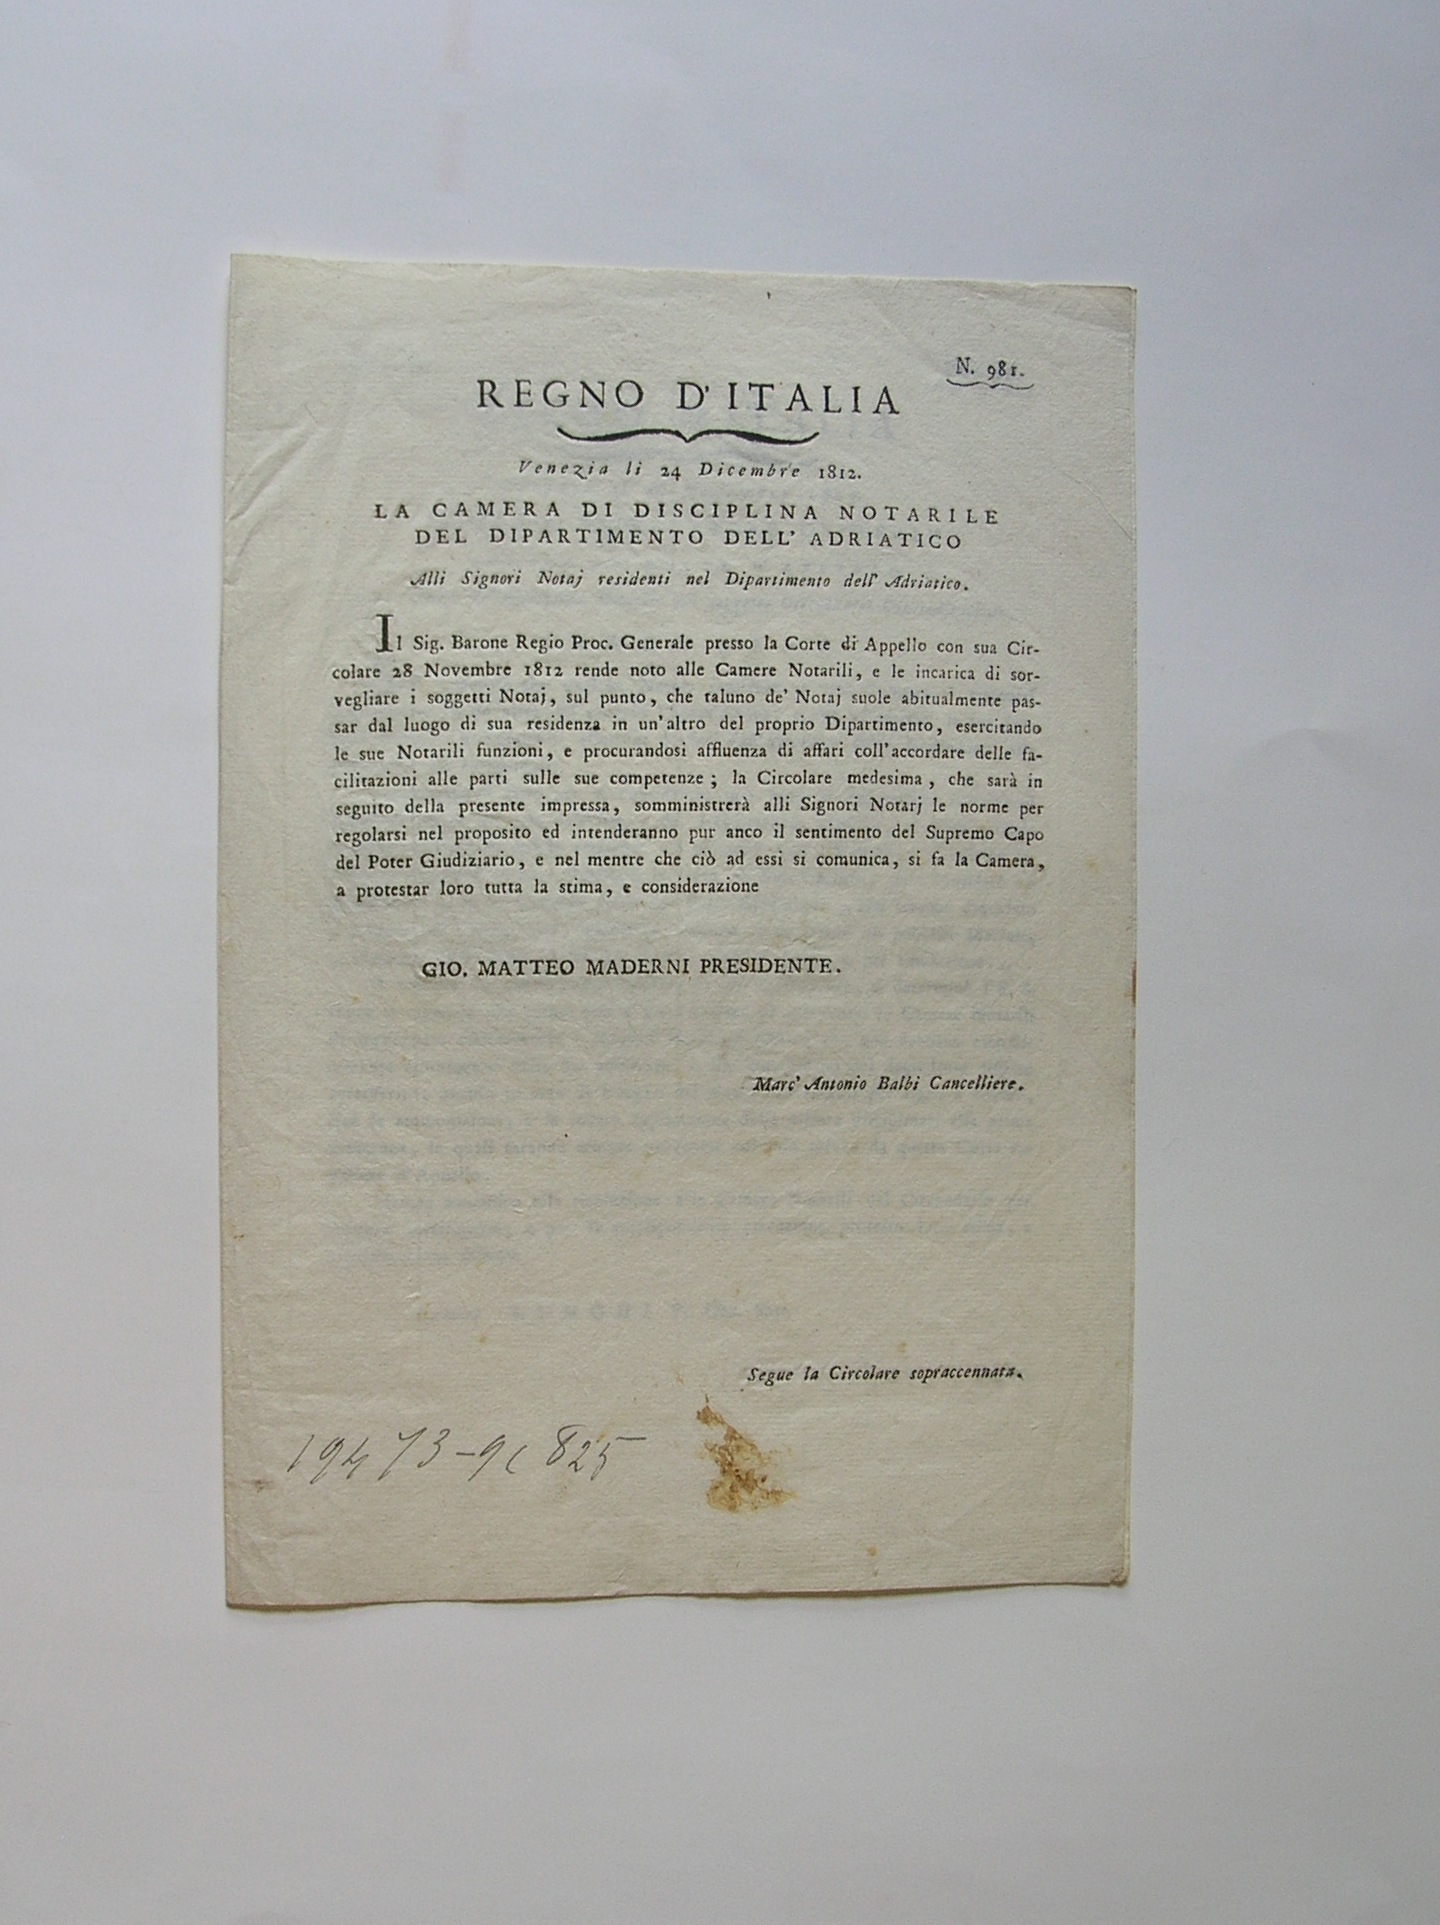 N. 981.
REGNO D'ITALIA
Venezia li 24 Dicembre 1812.
LA CAMERA DI DISCIPLINA NOTARILE
DEL DIPARTIMENTO DELL' ADRIATICO
Alli Signori Notaj residenti nel Dipartimento dell' Adriatico.
Il Sig. Barone Regio Proc. Generale presso la Corte di Appello con sua Cir-
colare 28 Novembre 1812 rende noto alle Camere Notarili, e le incarica di sor-
vegliare i soggetti Notaj, sul punto, che taluno de' Notaj suole abitualmente pas-
sar dal luogo di sua residenza in un'altro del proprio Dipartimento, esercitando
le sue Notarili funzioni, e procurandosi affluenza di affari coll'accordare delle fa-
cilitazioni alle parti sulle sue competenze; la Circolare medesima, che sarà in
seguito della presente impressa, somministrerà alli Signori Notarj le norme per
regolarsi nel proposito ed intenderanno pur anco il sentimento del Supremo Capo
del Poter Giudiziario, e nel mentre che ciò ad essi si comunica, si fa la Camera,
a protestar loro tutta la stima, e considerazione
GIO. MATTEO MADERNI PRESIDENTE.
Marc' Antonio Balbi Cancelliere.
Segue la Circolare sopraccennata.
825